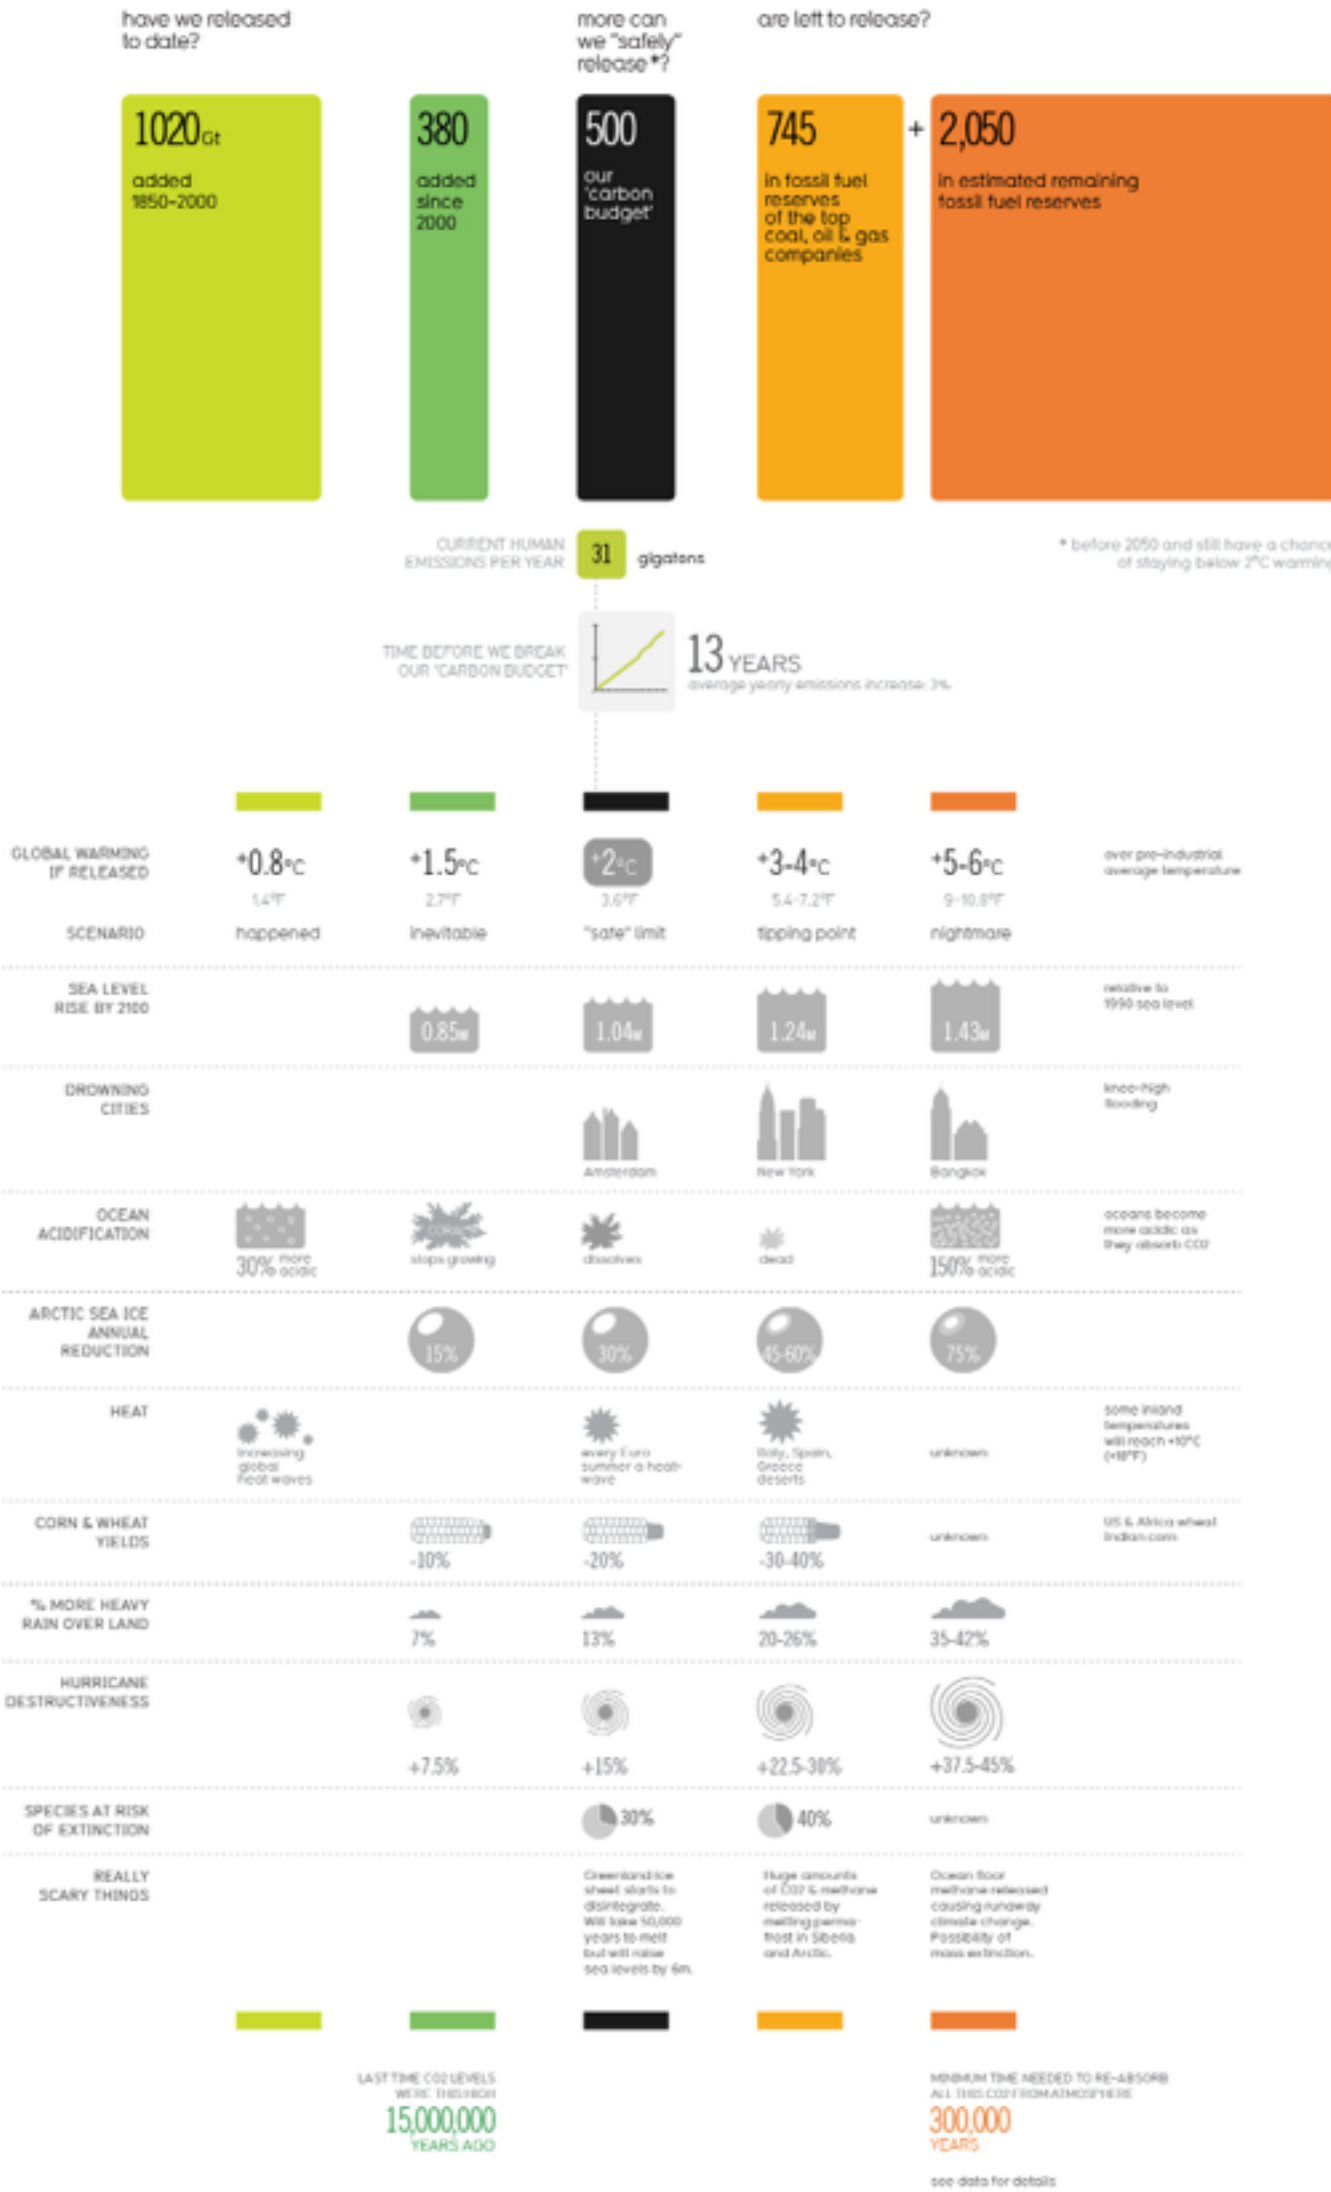 have we released
to date?
more can
we "safely"
release*?
are left to release?
1020Gt
added
1850-2000
380
added
since
2000
500
our
'carbon
budget'
745
in fossil fuel
reserves
of the top
coal, oil & gas
companies
+
2,050
in estimated remaining
fossil fuel reserves
CURRENT HUMAN
EMISSIONS PER YEAR
31
gigatons
* before 2050 and still have a chance
of staying below 2°C warming
TIME BEFORE WE BREAK
OUR 'CARBON BUDGET'
13 YEARS
average yearly emissions increase:
GLOBAL WARMING
IF RELEASED
+0.8°C
+1.5°C
+2°C
+3-4°C
+5-6°C
over pre-industrial
average temperature
1.4°F
2.7°F
3.6°F
5.4-7.2°F
9-10.8°F
SCENARIO
happened
inevitable
"safe" limit
tipping point
nightmare
SEA LEVEL
RISE BY 2100
0.85M
1.04M
1.24M
1.43M
relative to
1990 sea level
DROWNING
CITIES
Amsterdam
New York
Bangkok
knee-high
flooding
OCEAN
ACIDIFICATION
30% more
acidic
stops growing
dissolves
dead
150% more
acidic
oceans become
more acidic as
they absorb CO2
ARCTIC SEA ICE
ANNUAL
REDUCTION
15%
30%
45-60%
75%
HEAT
increasing
global
heat waves
every Euro
summer a heat-
wave
Italy, Spain,
Greece
deserts
unknown
some inland
temperatures
will reach +10°C
(+18°F)
CORN & WHEAT
YIELDS
-10%
-20%
-30-40%
unknown
US & Africa wheat
Indian corn
% MORE HEAVY
RAIN OVER LAND
7%
13%
20-26%
35-42%
HURRICANE
DESTRUCTIVENESS
+7.5%
+15%
+22.5-30%
+37.5-45%
SPECIES AT RISK
OF EXTINCTION
30%
40%
unknown
REALLY
SCARY THINGS
Greenland ice
sheet starts to
disintegrate.
Will take 50,000
years to melt
but will raise
sea levels by 6m.
Huge amounts
of CO2 & methane
released by
melting perma-
frost in Siberia
and Arctic.
Ocean floor
methane released
causing runaway
climate change.
Possibility of
mass extinction.
LAST TIME CO2 LEVELS
WERE THIS HIGH
15,000,000
YEARS AGO
MINIMUM TIME NEEDED TO RE-ABSORB
ALL THIS CO2 FROM ATMOSPHERE
300,000
YEARS
see data for details